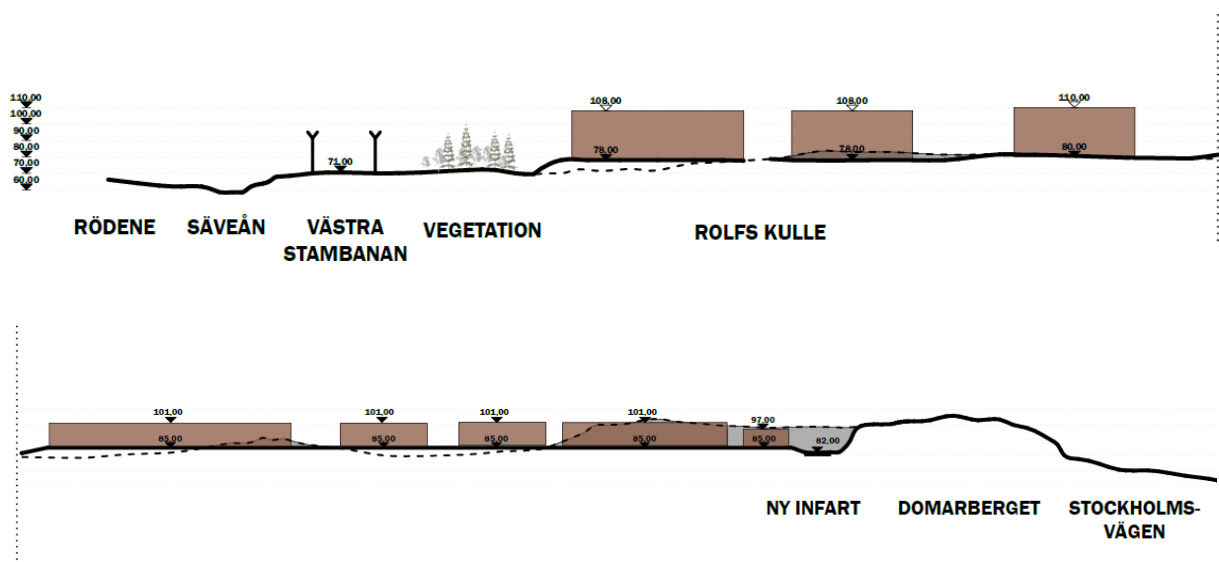 110,00
100,00
90,00
80,00
70,00
60,00
71,00
108,00
78,00
108,00
78,00
110,00
80,00
RÖDENE
SÄVEÅN
VÄSTRA
STAMBANAN
VEGETATION
ROLFS KULLE
101,00
85,00
101,00
85,00
101,00
85,00
101,00
85,00
97,00
85,00
82,00
NY INFART
DOMARBERGET
STOCKHOLMS-
VÄGEN